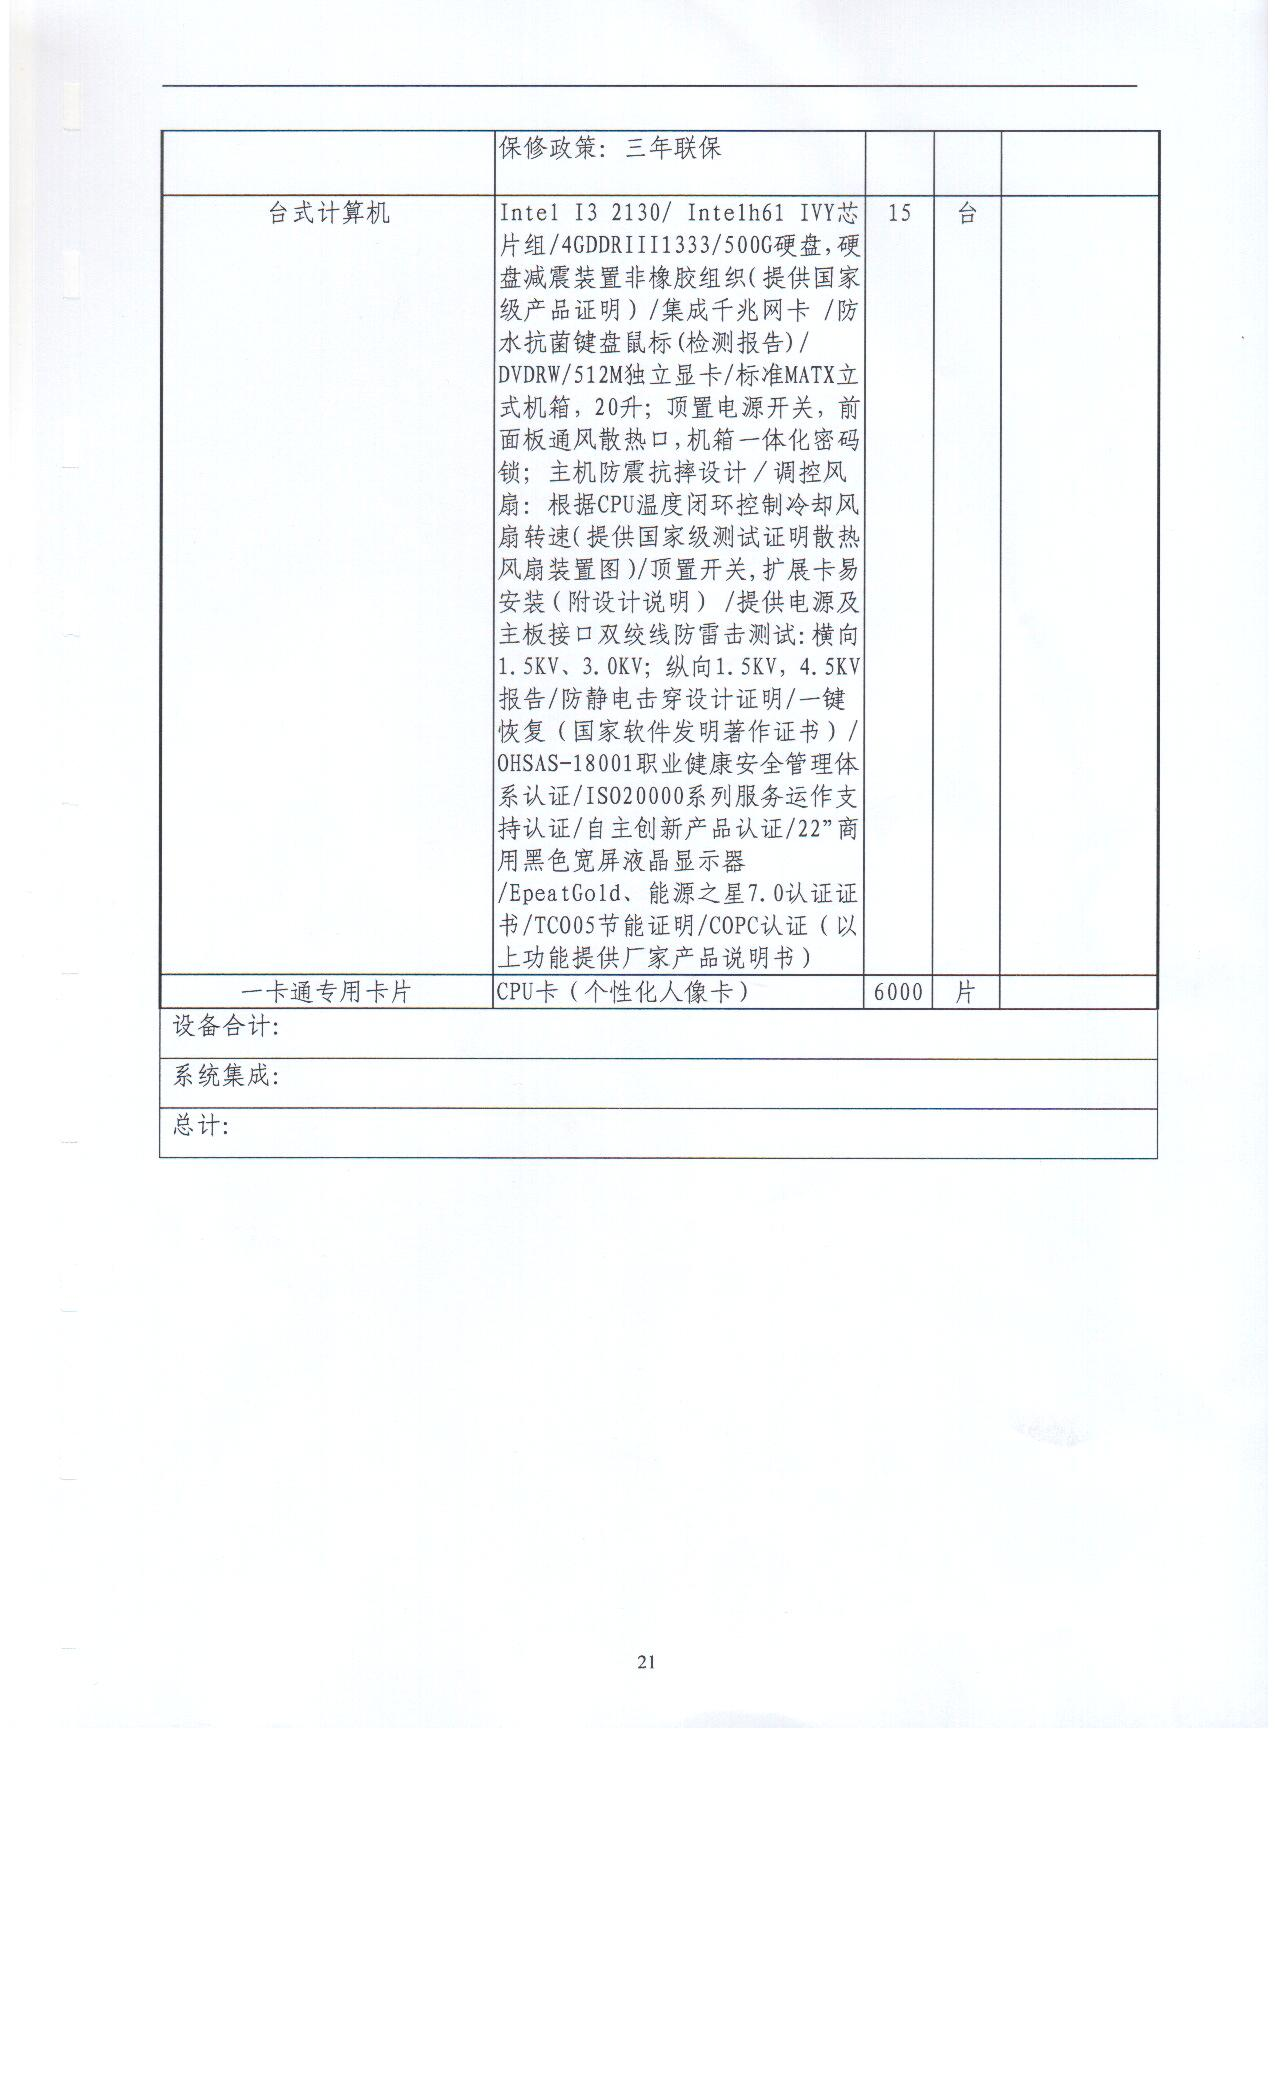 保修政策: 三年联保
台式计算机
Intel I3 2130/ Intelh61 IVY芯
15
台
片组/4GDDRIII1333/500G硬盘,硬
盘减震装置非橡胶组织(提供国家
级产品证明)/集成千兆网卡 /防
水抗菌键盘鼠标(检测报告)/
DVDRW/512M独立显卡/标准MATX立
式机箱, 20升; 顶置电源开关, 前
面板通风散热口,机箱一体化密码
锁; 主机防震抗摔设计/调控风
扇: 根据CPU温度闭环控制冷却风
扇转速(提供国家级测试证明散热
风扇装置图)/顶置开关,扩展卡易
安装(附设计说明) /提供电源及
主板接口双绞线防雷击测试:横向
1.5KV、3.0KV; 纵向1.5KV, 4.5KV
报告/防静电击穿设计证明/一键
恢复(国家软件发明著作证书)/
OHSAS-18001职业健康安全管理体
系认证/ISO20000系列服务运作支
持认证/自主创新产品认证/22”商
用黑色宽屏液晶显示器
/EpeatGold、能源之星7.0认证证
书/TCO05节能证明/COPC认证(以
上功能提供厂家产品说明书)
一卡通专用卡片
CPU卡(个性化人像卡)
6000
片
设备合计:
系统集成:
总计:
21